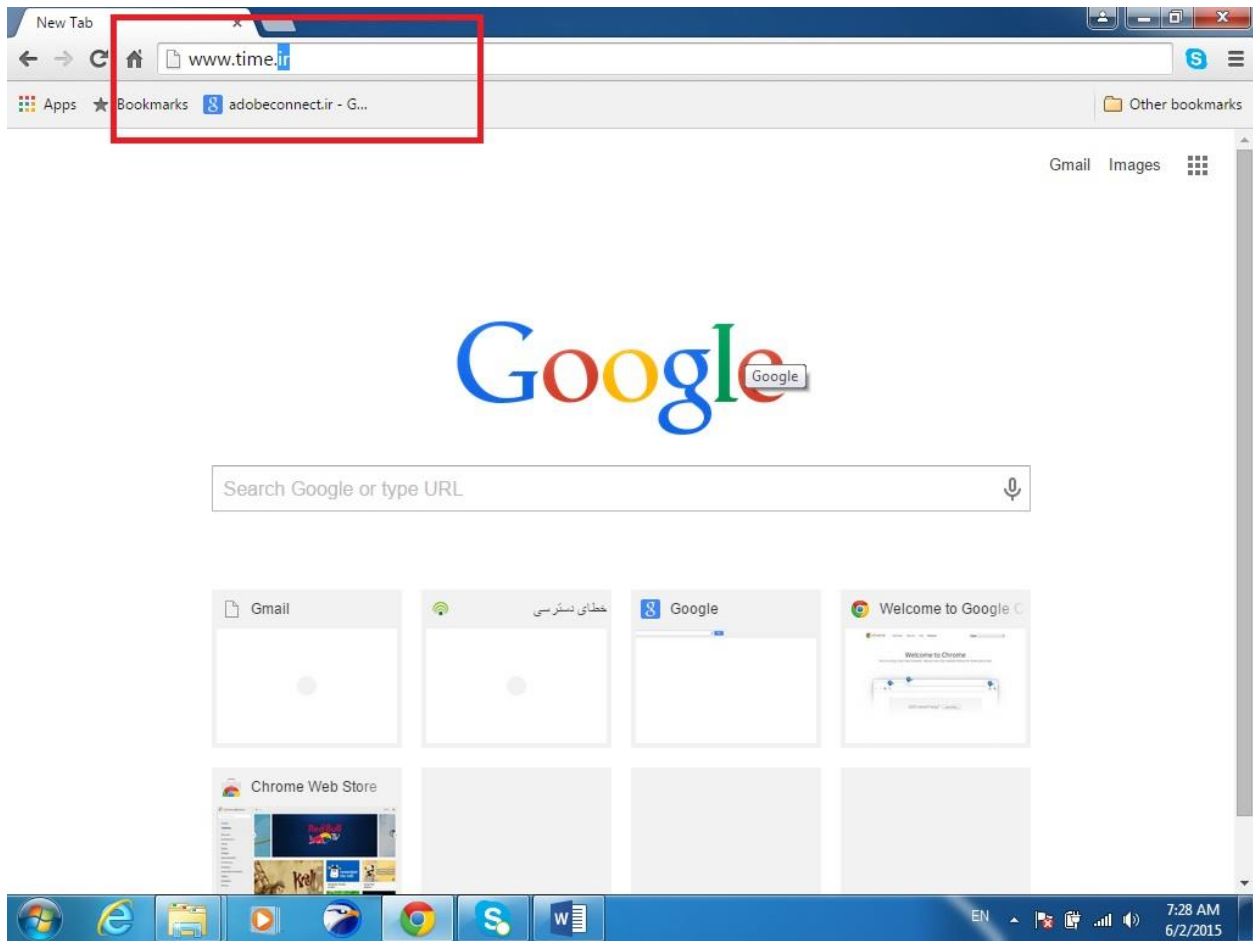 New Tab
www.time.ir
Apps Bookmarks adobeconnect.ir - G... Other bookmarks
Gmail Images
Google
Google
Search Google or type URL
Gmail خطای دسترسی Google Welcome to Google C
Welcome to Chrome
Chrome Web Store
Red Bull
EN 7:28 AM
6/2/2015